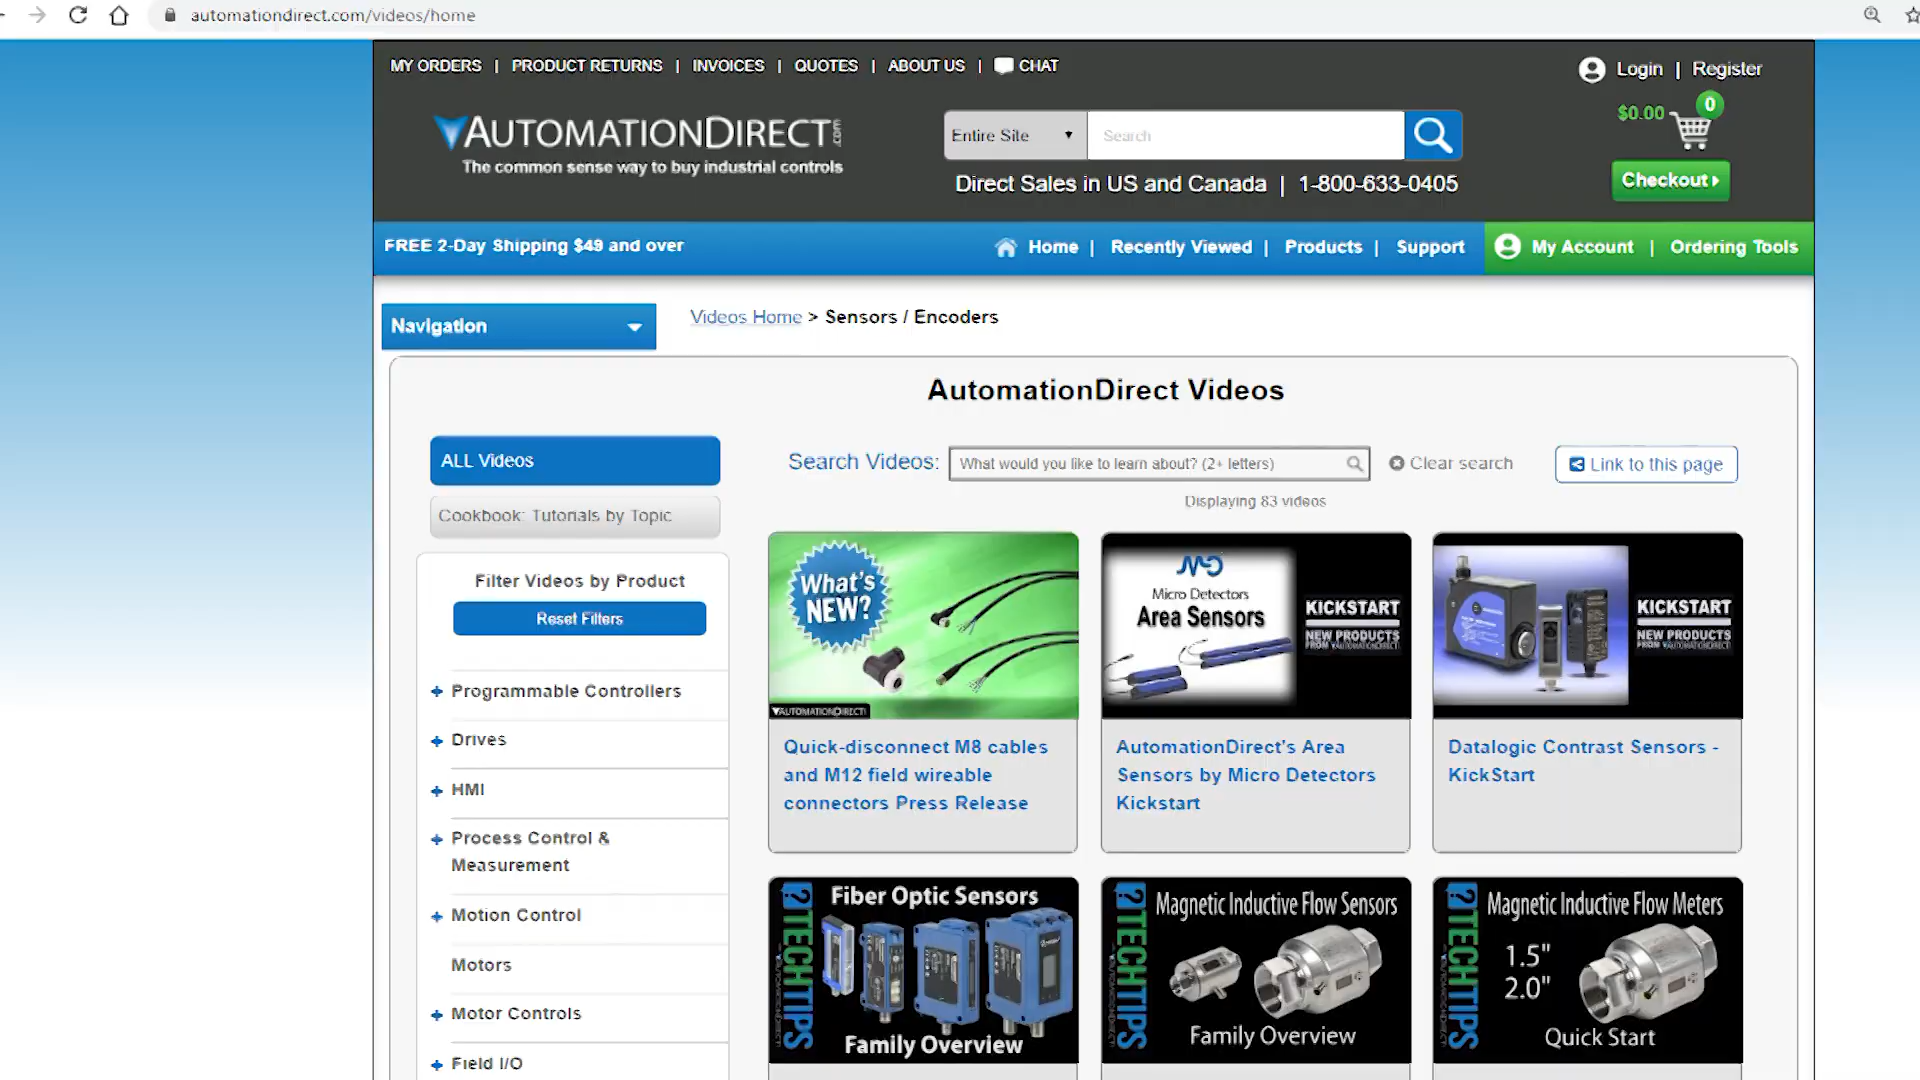 automationdirect.com/videos/home
MY ORDERS | PRODUCT RETURNS | INVOICES | QUOTES | ABOUT US | CHAT
Login | Register
$0.00
0
AUTOMATIONDIRECT.com
The common sense way to buy industrial controls
Entire Site
Search
Direct Sales in US and Canada | 1-800-633-0405
Checkout
FREE 2-Day Shipping $49 and over
Home | Recently Viewed | Products | Support
My Account | Ordering Tools
Navigation
Videos Home > Sensors / Encoders
AutomationDirect Videos
ALL Videos
Cookbook: Tutorials by Topic
Filter Videos by Product
Reset Filters
Programmable Controllers
Drives
HMI
Process Control &
Measurement
Motion Control
Motors
Motor Controls
Field I/O
Search Videos:
What would you like to learn about? (2+ letters)
Clear search
Link to this page
Displaying 83 videos
What's
NEW?
AUTOMATIONDIRECT
Quick-disconnect M8 cables
and M12 field wireable
connectors Press Release
MD
Micro Detectors
Area Sensors
KICKSTART
NEW PRODUCTS
FROM AUTOMATIONDIRECT
AutomationDirect's Area
Sensors by Micro Detectors
Kickstart
KICKSTART
NEW PRODUCTS
FROM AUTOMATIONDIRECT
Datalogic Contrast Sensors -
KickStart
TECHTIPS
Fiber Optic Sensors
Family Overview
TECHTIPS
Magnetic Inductive Flow Sensors
Family Overview
TECHTIPS
Magnetic Inductive Flow Meters
1.5"
2.0"
Quick Start